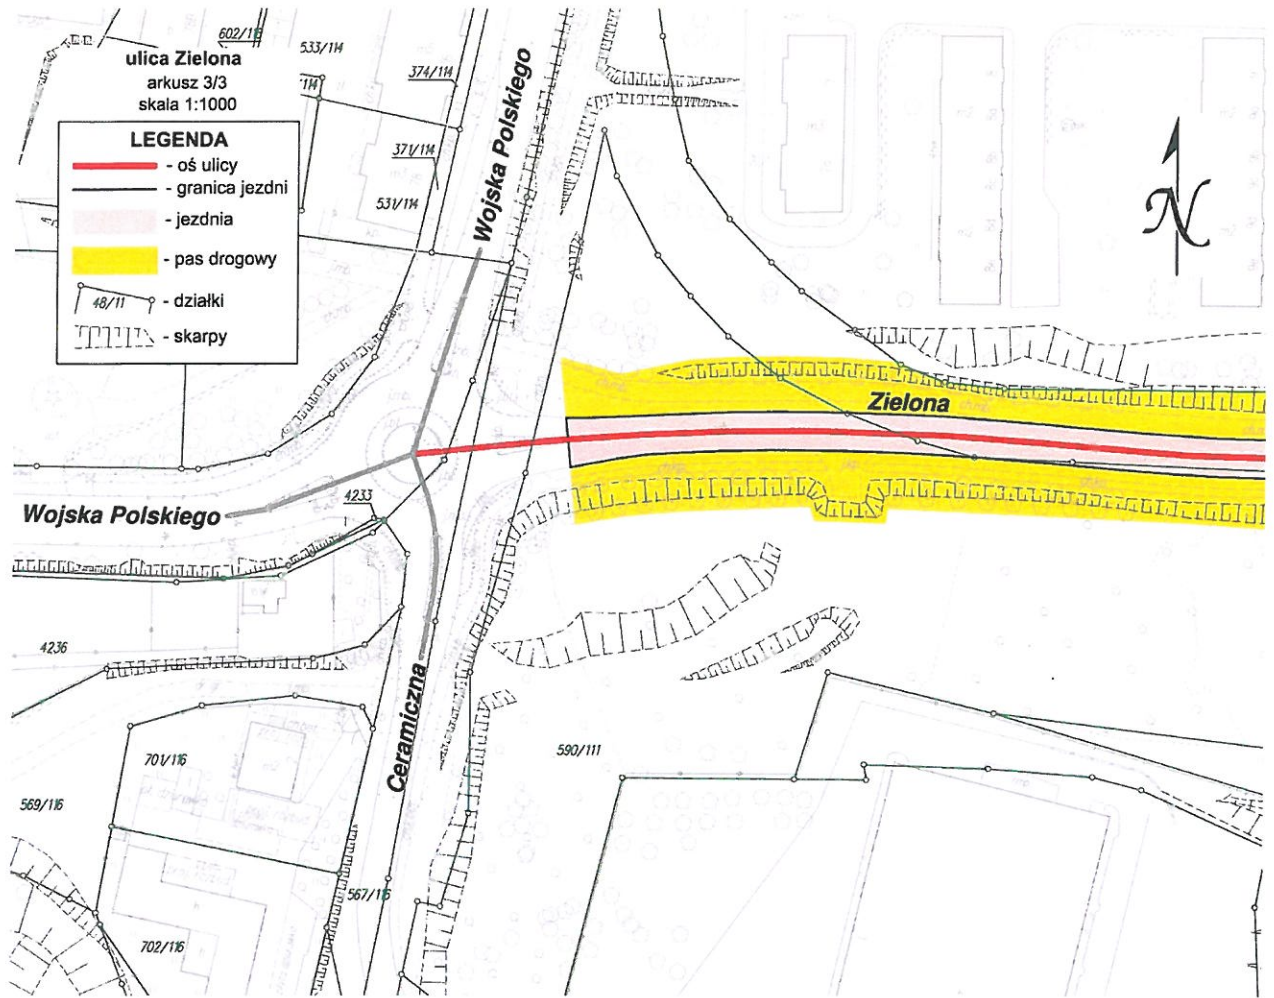 602/116
533/114
ulica Zielona
arkusz 3/3
skala 1:1000
374/114
114
Wojska Polskiego
LEGENDA
- oś ulicy
- granica jezdni
- jezdnia
- pas drogowy
48/11 - działki
- skarpy
371/114
531/114
N
Zielona
4233
Wojska Polskiego
4236
Ceramiczna
590/111
701/116
569/116
567/116
702/116